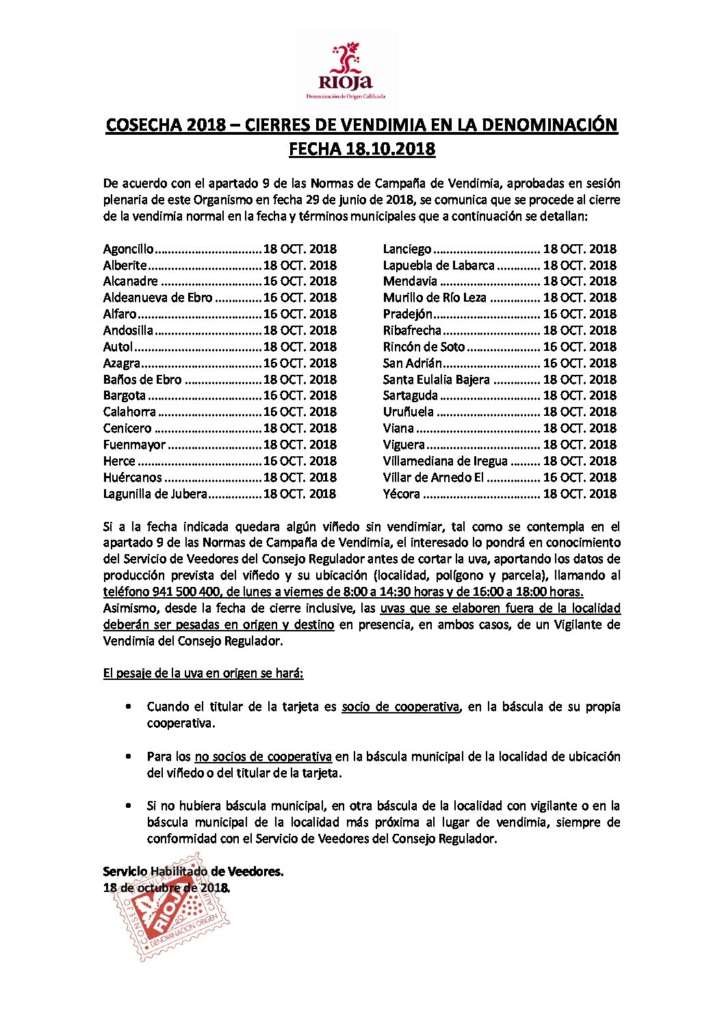 RIOJA
Denominación de Origen Calificada
COSECHA 2018 – CIERRES DE VENDIMIA EN LA DENOMINACIÓN
FECHA 18.10.2018
De acuerdo con el apartado 9 de las Normas de Campaña de Vendimia, aprobadas en sesión
plenaria de este Organismo en fecha 29 de junio de 2018, se comunica que se procede al cierre
de la vendimia normal en la fecha y términos municipales que a continuación se detallan:
Agoncillo................................ 18 OCT. 2018
Alberite.................................. 18 OCT. 2018
Alcanadre .............................. 16 OCT. 2018
Aldeanueva de Ebro .............. 16 OCT. 2018
Alfaro..................................... 16 OCT. 2018
Andosilla................................ 18 OCT. 2018
Autol...................................... 18 OCT. 2018
Azagra.................................... 16 OCT. 2018
Baños de Ebro ....................... 18 OCT. 2018
Bargota .................................. 16 OCT. 2018
Calahorra ............................... 16 OCT. 2018
Cenicero ................................ 18 OCT. 2018
Fuenmayor ............................ 18 OCT. 2018
Herce ..................................... 16 OCT. 2018
Huércanos ............................. 18 OCT. 2018
Lagunilla de Jubera................ 18 OCT. 2018
Lanciego ................................ 18 OCT. 2018
Lapuebla de Labarca ............. 18 OCT. 2018
Mendavia .............................. 18 OCT. 2018
Murillo de Río Leza ............... 18 OCT. 2018
Pradejón................................ 16 OCT. 2018
Ribafrecha............................. 18 OCT. 2018
Rincón de Soto ...................... 16 OCT. 2018
San Adrián............................. 16 OCT. 2018
Santa Eulalia Bajera .............. 18 OCT. 2018
Sartaguda .............................. 18 OCT. 2018
Uruñuela ............................... 18 OCT. 2018
Viana ..................................... 18 OCT. 2018
Viguera.................................. 18 OCT. 2018
Villamediana de Iregua ......... 18 OCT. 2018
Villar de Arnedo El ................ 16 OCT. 2018
Yécora ................................... 18 OCT. 2018
Si a la fecha indicada quedara algún viñedo sin vendimiar, tal como se contempla en el
apartado 9 de las Normas de Campaña de Vendimia, el interesado lo pondrá en conocimiento
del Servicio de Veedores del Consejo Regulador antes de cortar la uva, aportando los datos de
producción prevista del viñedo y su ubicación (localidad, polígono y parcela), llamando al
teléfono 941 500 400, de lunes a viernes de 8:00 a 14:30 horas y de 16:00 a 18:00 horas.
Asimismo, desde la fecha de cierre inclusive, las uvas que se elaboren fuera de la localidad
deberán ser pesadas en origen y destino en presencia, en ambos casos, de un Vigilante de
Vendimia del Consejo Regulador.
El pesaje de la uva en origen se hará:
• Cuando el titular de la tarjeta es socio de cooperativa, en la báscula de su propia
cooperativa.
• Para los no socios de cooperativa en la báscula municipal de la localidad de ubicación
del viñedo o del titular de la tarjeta.
• Si no hubiera báscula municipal, en otra báscula de la localidad con vigilante o en la
báscula municipal de la localidad más próxima al lugar de vendimia, siempre de
conformidad con el Servicio de Veedores del Consejo Regulador.
Servicio Habilitado de Veedores.
18 de octubre de 2018.
RIOJA
DENOMINACION ORIGEN